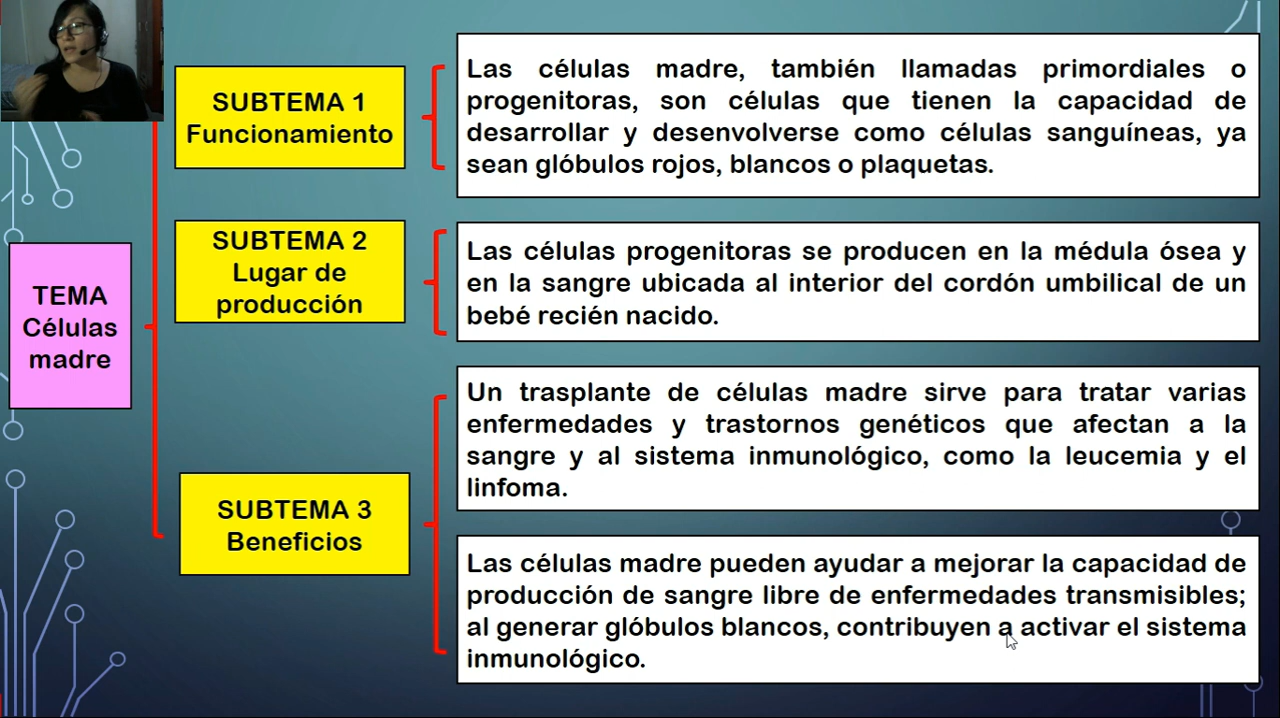 TEMA
Células
madre
SUBTEMA 1
Funcionamiento
Las células madre, también llamadas primordiales o
progenitoras, son células que tienen la capacidad de
desarrollar y desenvolverse como células sanguíneas, ya
sean glóbulos rojos, blancos o plaquetas.
SUBTEMA 2
Lugar de
producción
Las células progenitoras se producen en la médula ósea y
en la sangre ubicada al interior del cordón umbilical de un
bebé recién nacido.
SUBTEMA 3
Beneficios
Un trasplante de células madre sirve para tratar varias
enfermedades y trastornos genéticos que afectan a la
sangre y al sistema inmunológico, como la leucemia y el
linfoma.
Las células madre pueden ayudar a mejorar la capacidad de
producción de sangre libre de enfermedades transmisibles;
al generar glóbulos blancos, contribuyen a activar el sistema
inmunológico.